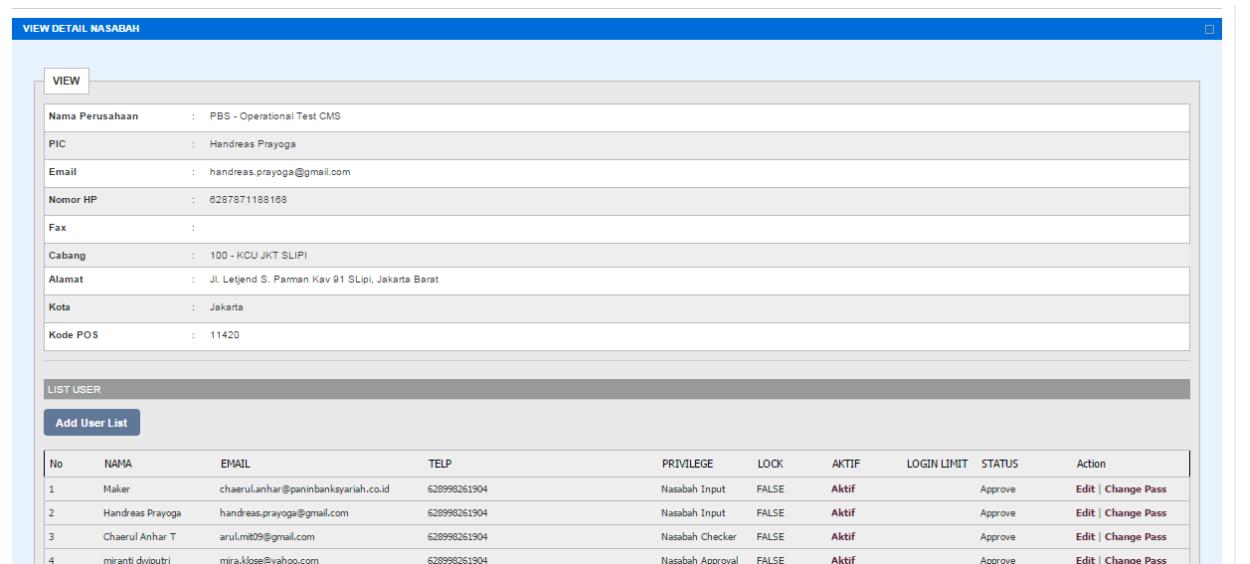 VIEW DETAIL NASABAH
VIEW
Nama Perusahaan : PBS - Operational Test CMS
PIC : Handreas Prayoga
Email : handreas.prayoga@gmail.com
Nomor HP : 6287871188168
Fax :
Cabang : 100 - KCU JKT SLIPI
Alamat : Jl. Letjend S. Parman Kav 91 SLipi, Jakarta Barat
Kota : Jakarta
Kode POS : 11420
LIST USER
Add User List
No NAMA EMAIL TELP PRIVILEGE LOCK AKTIF LOGIN LIMIT STATUS Action
1 Maker chaerul.anhar@paninbanksyariah.co.id 628998261904 Nasabah Input FALSE Aktif Approve Edit | Change Pass
2 Handreas Prayoga handreas.prayoga@gmail.com 628998261904 Nasabah Input FALSE Aktif Approve Edit | Change Pass
3 Chaerul Anhar T arul.mit09@gmail.com 628998261904 Nasabah Checker FALSE Aktif Approve Edit | Change Pass
4 miranti dwiputri mira.klose@yahoo.com 628998261904 Nasabah Approval FALSE Aktif Approve Edit | Change Pass